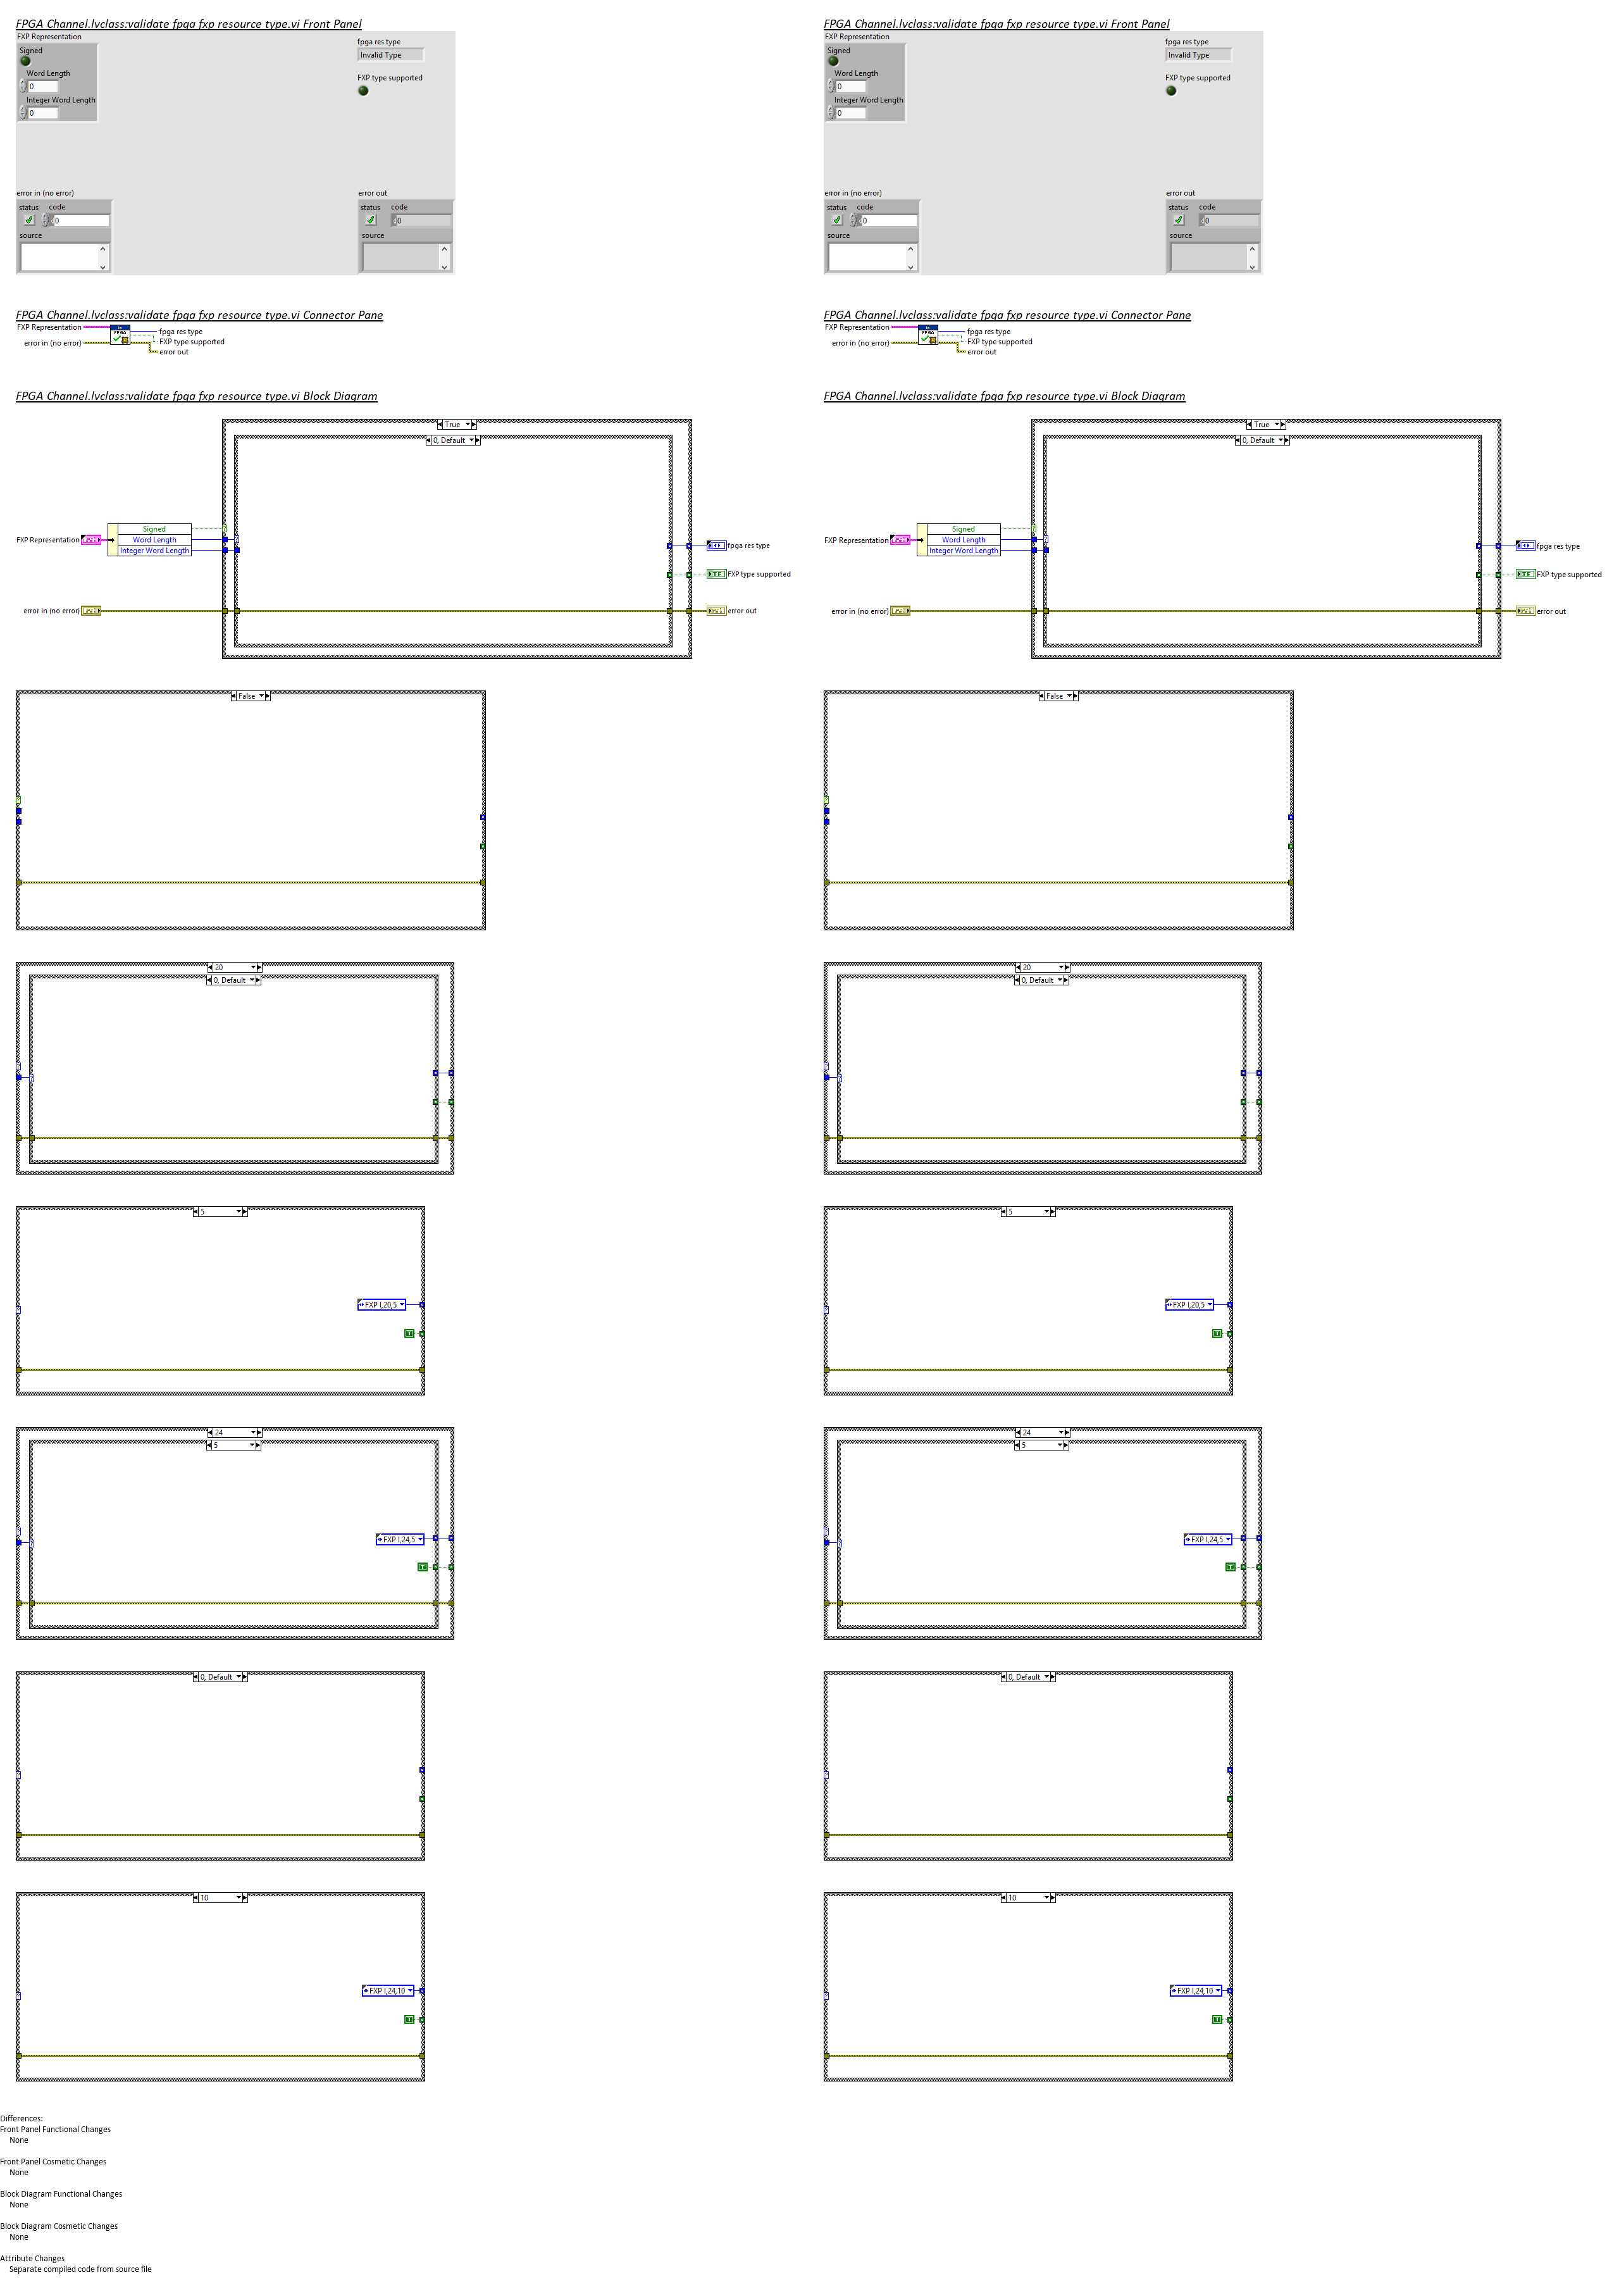 FPGA Channel.lvclass:validate fpga fxp resource type.vi Front Panel
FXP Representation
Signed
Word Length
0
Integer Word Length
0
fpga res type
Invalid Type
FXP type supported
error in (no error)
status code
0
source
error out
status code
0
source
FPGA Channel.lvclass:validate fpga fxp resource type.vi Connector Pane
FXP Representation
error in (no error)
FPGA
fpga res type
FXP type supported
error out
FPGA Channel.lvclass:validate fpga fxp resource type.vi Block Diagram
True
0, Default
FXP Representation
Signed
Word Length
Integer Word Length
fpga res type
FXP type supported
error in (no error)
error out
False
20
0, Default
5
FXP I,20,5
24
5
FXP I,24,5
0, Default
10
FXP I,24,10
FPGA Channel.lvclass:validate fpga fxp resource type.vi Front Panel
FXP Representation
Signed
Word Length
0
Integer Word Length
0
fpga res type
Invalid Type
FXP type supported
error in (no error)
status code
0
source
error out
status code
0
source
FPGA Channel.lvclass:validate fpga fxp resource type.vi Connector Pane
FXP Representation
error in (no error)
FPGA
fpga res type
FXP type supported
error out
FPGA Channel.lvclass:validate fpga fxp resource type.vi Block Diagram
True
0, Default
FXP Representation
Signed
Word Length
Integer Word Length
fpga res type
FXP type supported
error in (no error)
error out
False
20
0, Default
5
FXP I,20,5
24
5
FXP I,24,5
0, Default
10
FXP I,24,10
Differences:
Front Panel Functional Changes
None
Front Panel Cosmetic Changes
None
Block Diagram Functional Changes
None
Block Diagram Cosmetic Changes
None
Attribute Changes
Separate compiled code from source file